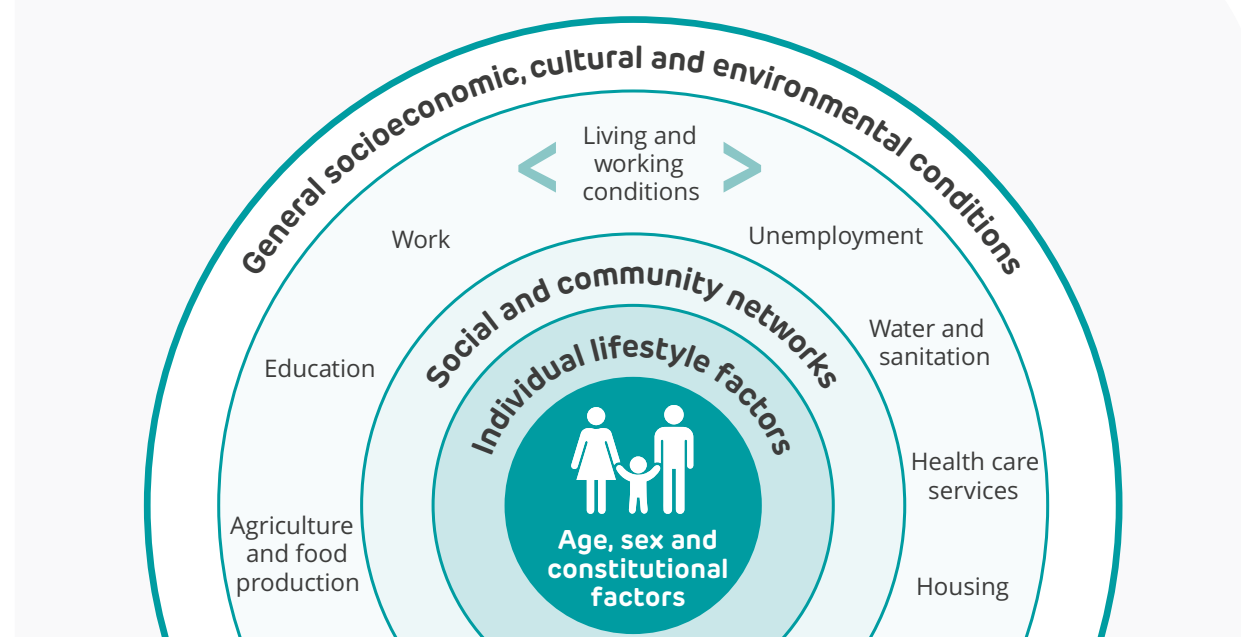 General socioeconomic, cultural and environmental conditions
Living and
working
conditions
Work
Unemployment
Social and community networks
Water and
sanitation
Individual lifestyle factors
Education
Health care
services
Agriculture
and food
production
Age, sex and
constitutional
factors
Housing